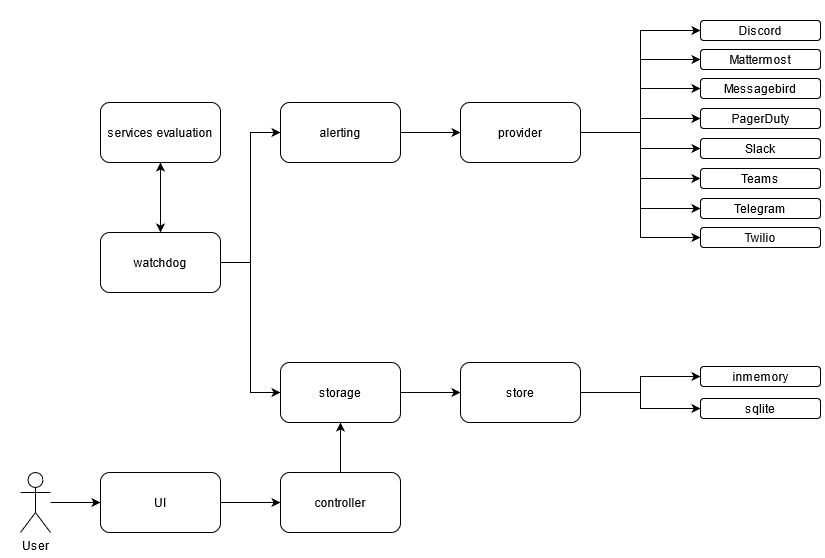 Discord
Mattermost
Messagebird
PagerDuty
Slack
Teams
Telegram
Twilio
services evaluation
alerting
provider
watchdog
storage
store
inmemory
sqlite
UI
controller
User